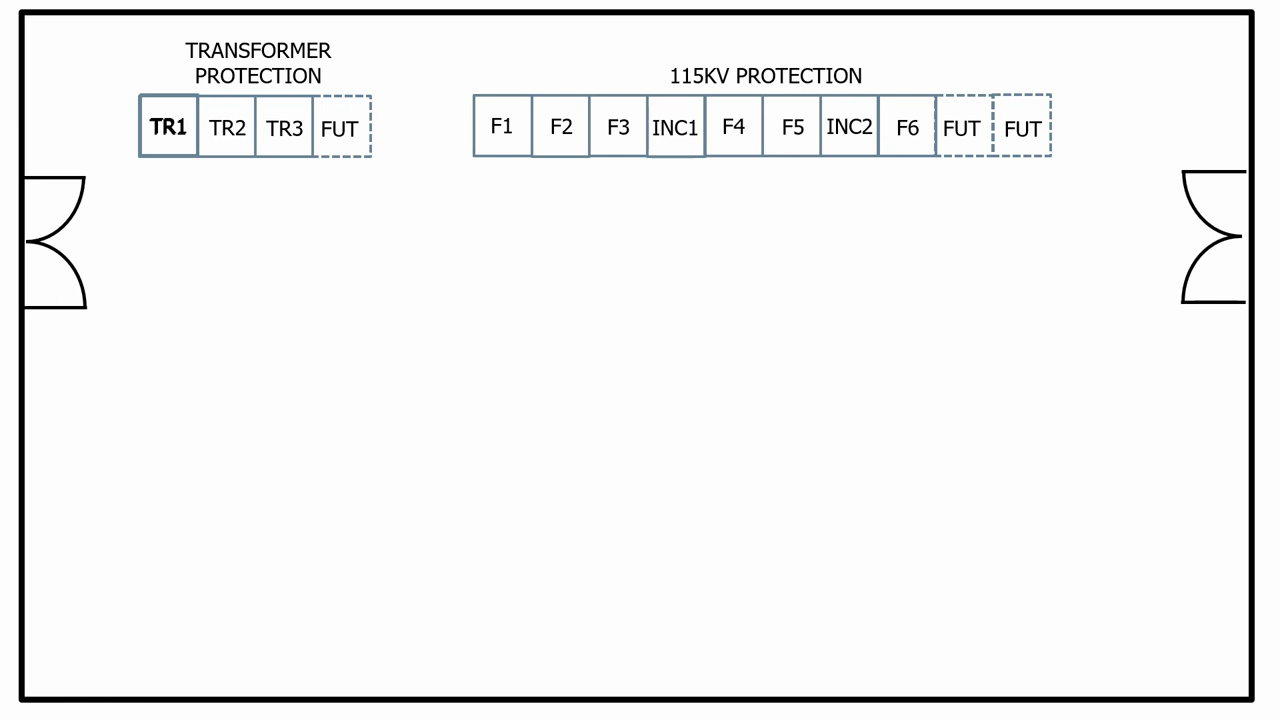 TRANSFORMER
PROTECTION
115KV PROTECTION
TR1 TR2 TR3 FUT
F1 F2 F3 INC1 F4 F5 INC2 F6 FUT FUT